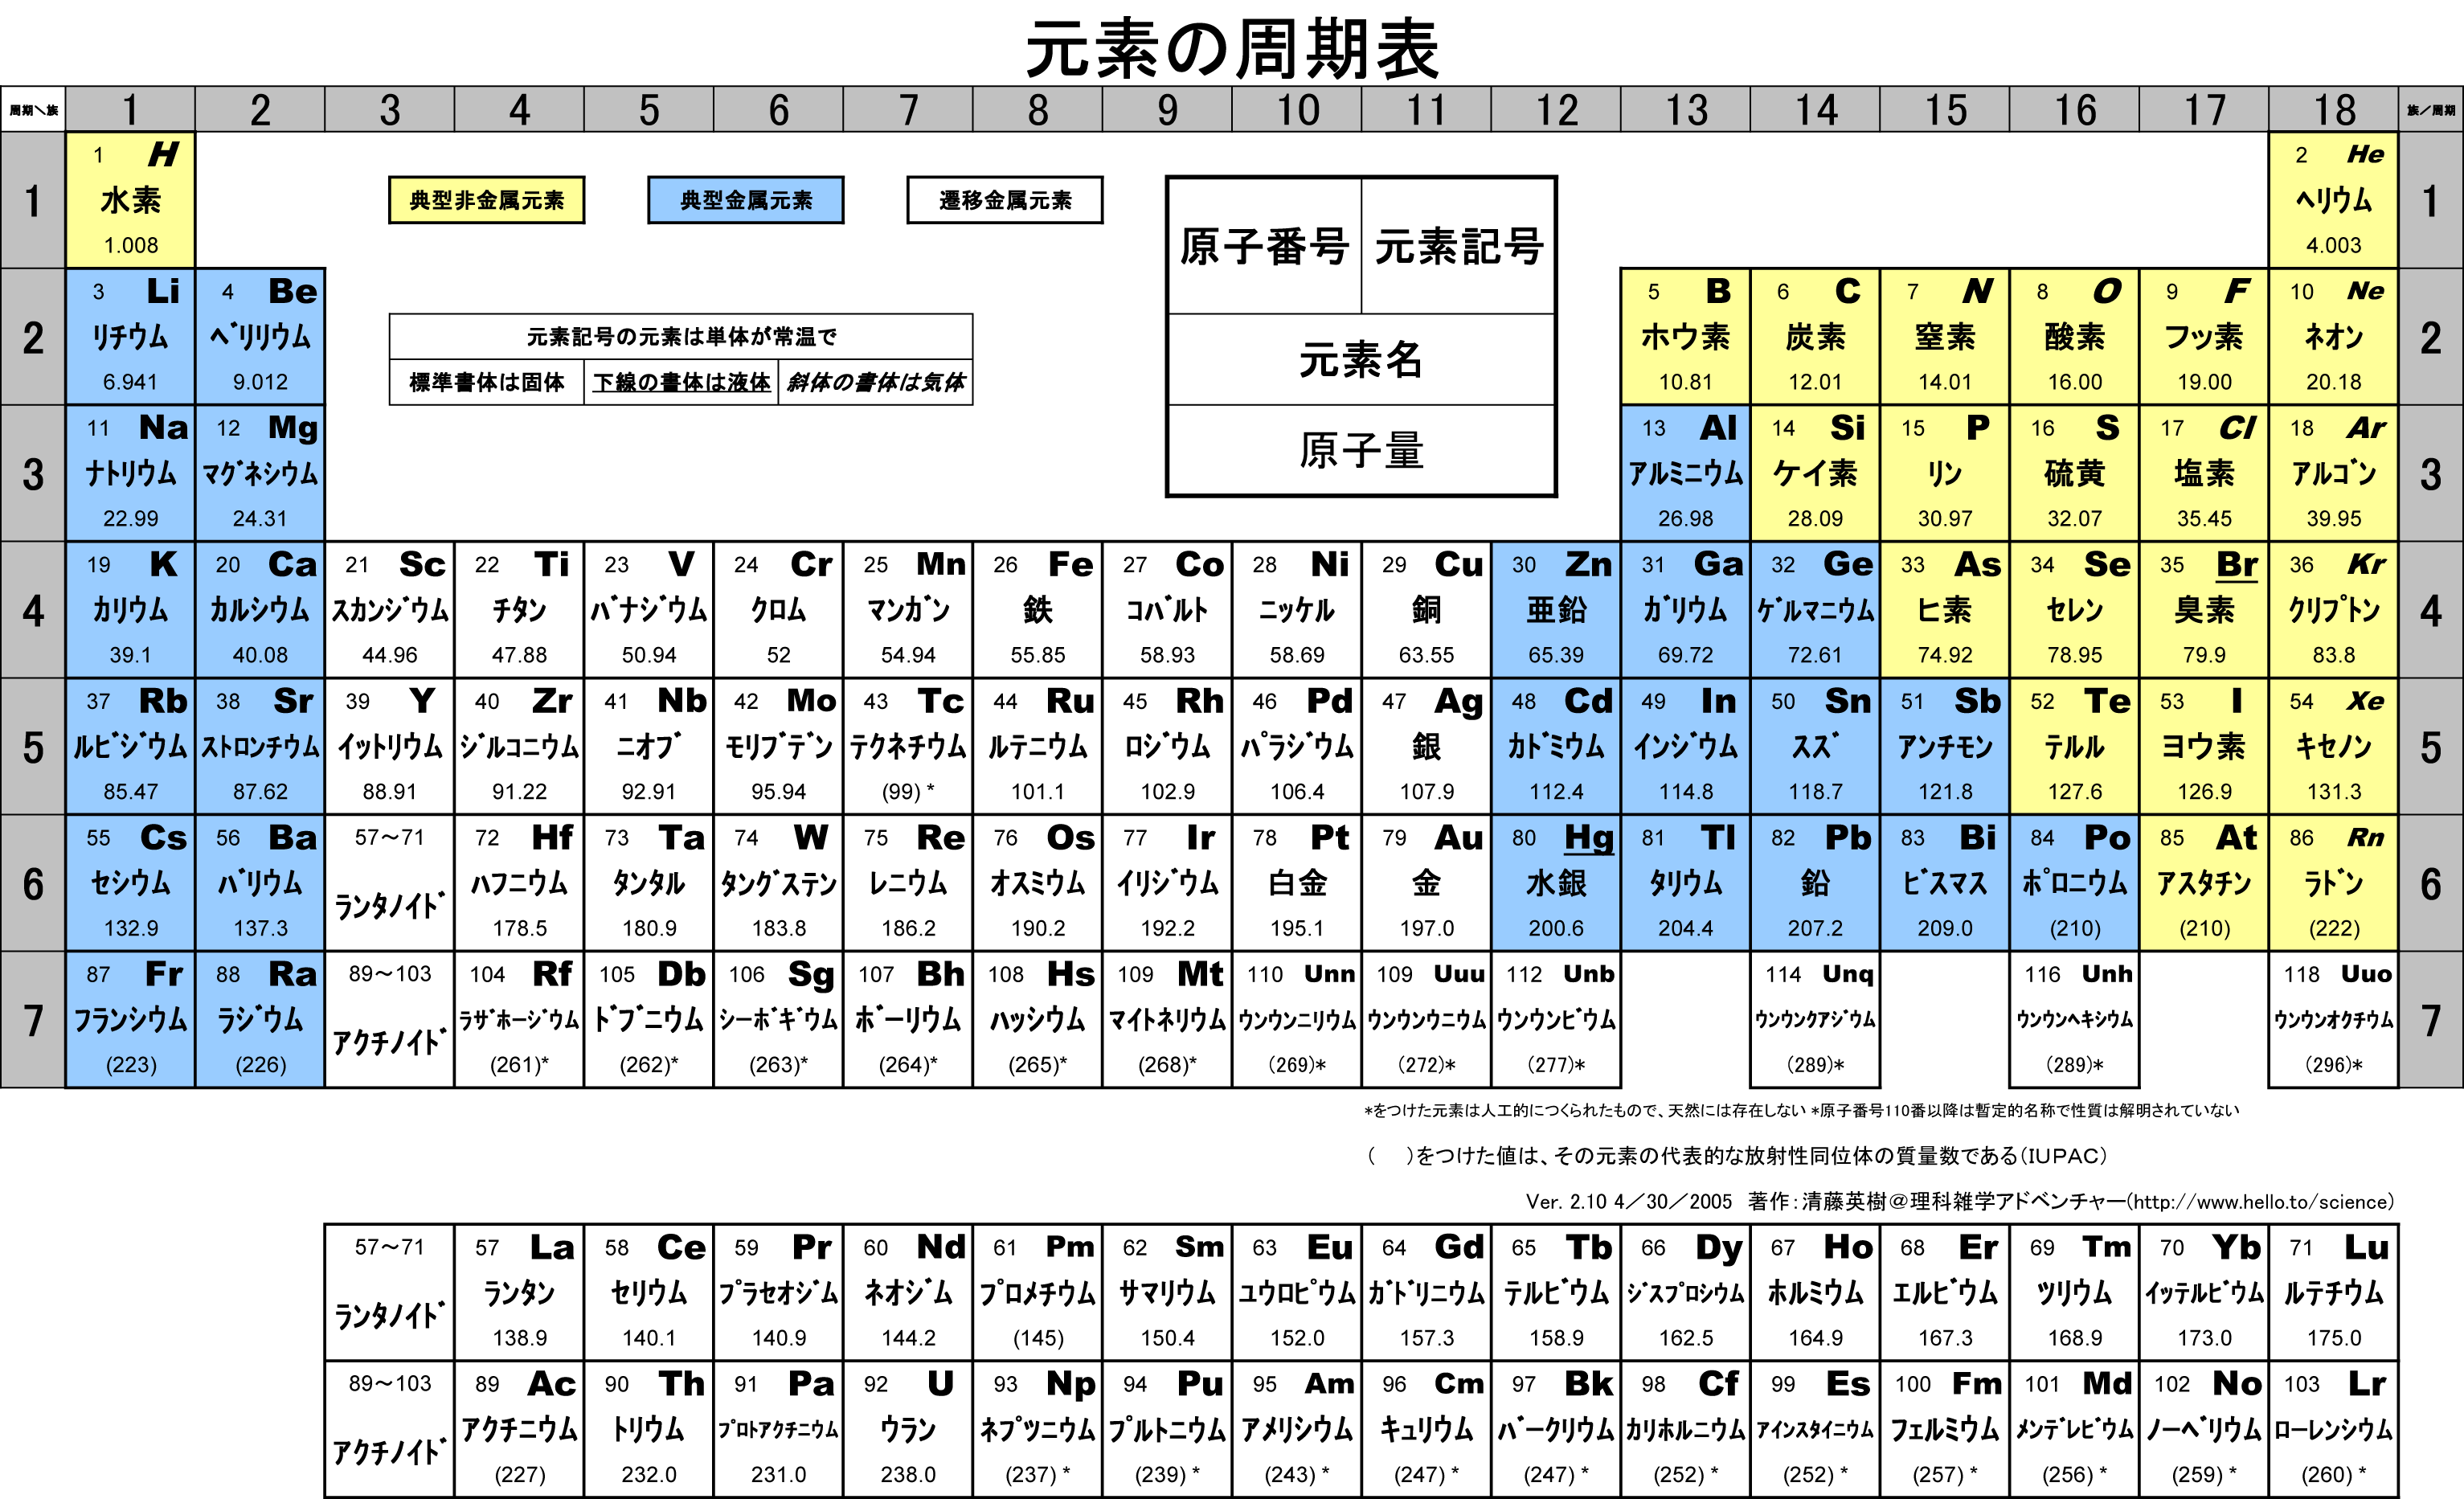 元素の周期表
周期＼族 1 2 3 4 5 6 7 8 9 10 11 12 13 14 15 16 17 18 族／周期
1 1 H 2 He 1
水素 典型非金属元素 典型金属元素 遷移金属元素 ヘリウム
1.008 4.003
原子番号 元素記号
元素名
原子量
2 3 Li 4 Be 5 B 6 C 7 N 8 O 9 F 10 Ne 2
リチウム ベリリウム ホウ素 炭素 窒素 酸素 フッ素 ネオン
6.941 9.012 10.81 12.01 14.01 16.00 19.00 20.18
元素記号の元素は単体が常温で
標準書体は固体 下線の書体は液体 斜体の書体は気体
3 11 Na 12 Mg 13 Al 14 Si 15 P 16 S 17 Cl 18 Ar 3
ナトリウム マグネシウム アルミニウム ケイ素 リン 硫黄 塩素 アルゴン
22.99 24.31 26.98 28.09 30.97 32.07 35.45 39.95
4 19 K 20 Ca 21 Sc 22 Ti 23 V 24 Cr 25 Mn 26 Fe 27 Co 28 Ni 29 Cu 30 Zn 31 Ga 32 Ge 33 As 34 Se 35 Br 36 Kr 4
カリウム カルシウム スカンジウム チタン バナジウム クロム マンガン 鉄 コバルト ニッケル 銅 亜鉛 ガリウム ゲルマニウム ヒ素 セレン 臭素 クリプトン
39.1 40.08 44.96 47.88 50.94 52 54.94 55.85 58.93 58.69 63.55 65.39 69.72 72.61 74.92 78.95 79.9 83.8
5 37 Rb 38 Sr 39 Y 40 Zr 41 Nb 42 Mo 43 Tc 44 Ru 45 Rh 46 Pd 47 Ag 48 Cd 49 In 50 Sn 51 Sb 52 Te 53 I 54 Xe 5
ルビジウム ストロンチウム イットリウム ジルコニウム ニオブ モリブデン テクネチウム ルテニウム ロジウム パラジウム 銀 カドミウム インジウム スズ アンチモン テルル ヨウ素 キセノン
85.47 87.62 88.91 91.22 92.91 95.94 (99) * 101.1 102.9 106.4 107.9 112.4 114.8 118.7 121.8 127.6 126.9 131.3
6 55 Cs 56 Ba 57～71 72 Hf 73 Ta 74 W 75 Re 76 Os 77 Ir 78 Pt 79 Au 80 Hg 81 Tl 82 Pb 83 Bi 84 Po 85 At 86 Rn 6
セシウム バリウム ランタノイド ハフニウム タンタル タングステン レニウム オスミウム イリジウム 白金 金 水銀 タリウム 鉛 ビスマス ポロニウム アスタチン ラドン
132.9 137.3 178.5 180.9 183.8 186.2 190.2 192.2 195.1 197.0 200.6 204.4 207.2 209.0 (210) (210) (222)
7 87 Fr 88 Ra 89～103 104 Rf 105 Db 106 Sg 107 Bh 108 Hs 109 Mt 110 Unn 109 Uuu 112 Unb 114 Unq 116 Unh 118 Uuo 7
フランシウム ラジウム アクチノイド ラザホージウム ドブニウム シーボギウム ボーリウム ハッシウム マイトネリウム ウンウンニリウム ウンウンウニウム ウンウンビウム ウンウンクアジウム ウンウンヘキシウム ウンウンオクチウム
(223) (226) (261)* (262)* (263)* (264)* (265)* (268)* (269)* (272)* (277)* (289)* (289)* (296)*
*をつけた元素は人工的につくられたもので、天然には存在しない *原子番号110番以降は暫定的名称で性質は解明されていない
（　）をつけた値は、その元素の代表的な放射性同位体の質量数である（IUPAC）
Ver. 2.10 4／30／2005 著作：清藤英樹＠理科雑学アドベンチャー(http://www.hello.to/science)
57～71 57 La 58 Ce 59 Pr 60 Nd 61 Pm 62 Sm 63 Eu 64 Gd 65 Tb 66 Dy 67 Ho 68 Er 69 Tm 70 Yb 71 Lu
ランタノイド ランタン セリウム プラセオジム ネオジム プロメチウム サマリウム ユウロピウム ガドリニウム テルビウム ジスプロシウム ホルミウム エルビウム ツリウム イッテルビウム ルテチウム
138.9 140.1 140.9 144.2 (145) 150.4 152.0 157.3 158.9 162.5 164.9 167.3 168.9 173.0 175.0
89～103 89 Ac 90 Th 91 Pa 92 U 93 Np 94 Pu 95 Am 96 Cm 97 Bk 98 Cf 99 Es 100 Fm 101 Md 102 No 103 Lr
アクチノイド アクチニウム トリウム プロトアクチニウム ウラン ネプツニウム プルトニウム アメリシウム キュリウム バークリウム カリホルニウム アインスタイニウム フェルミウム メンデレビウム ノーベリウム ローレンシウム
(227) 232.0 231.0 238.0 (237) * (239) * (243) * (247) * (247) * (252) * (252) * (257) * (256) * (259) * (260) *